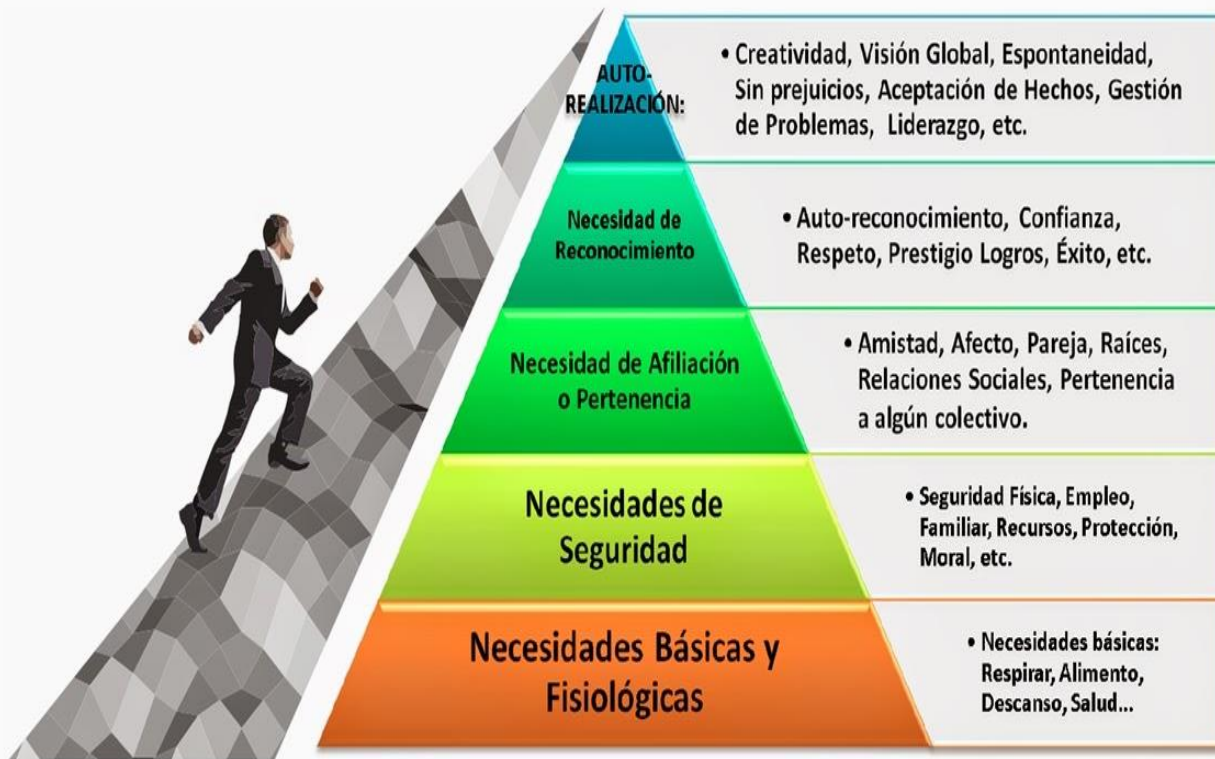 AUTO-
REALIZACIÓN:
• Creatividad, Visión Global, Espontaneidad,
Sin prejuicios, Aceptación de Hechos, Gestión
de Problemas, Liderazgo, etc.
Necesidad de
Reconocimiento
• Auto-reconocimiento, Confianza,
Respeto, Prestigio Logros, Éxito, etc.
Necesidad de Afiliación
o Pertenencia
• Amistad, Afecto, Pareja, Raíces,
Relaciones Sociales, Pertenencia
a algún colectivo.
Necesidades de
Seguridad
• Seguridad Física, Empleo,
Familiar, Recursos, Protección,
Moral, etc.
Necesidades Básicas y
Fisiológicas
• Necesidades básicas:
Respirar, Alimento,
Descanso, Salud...